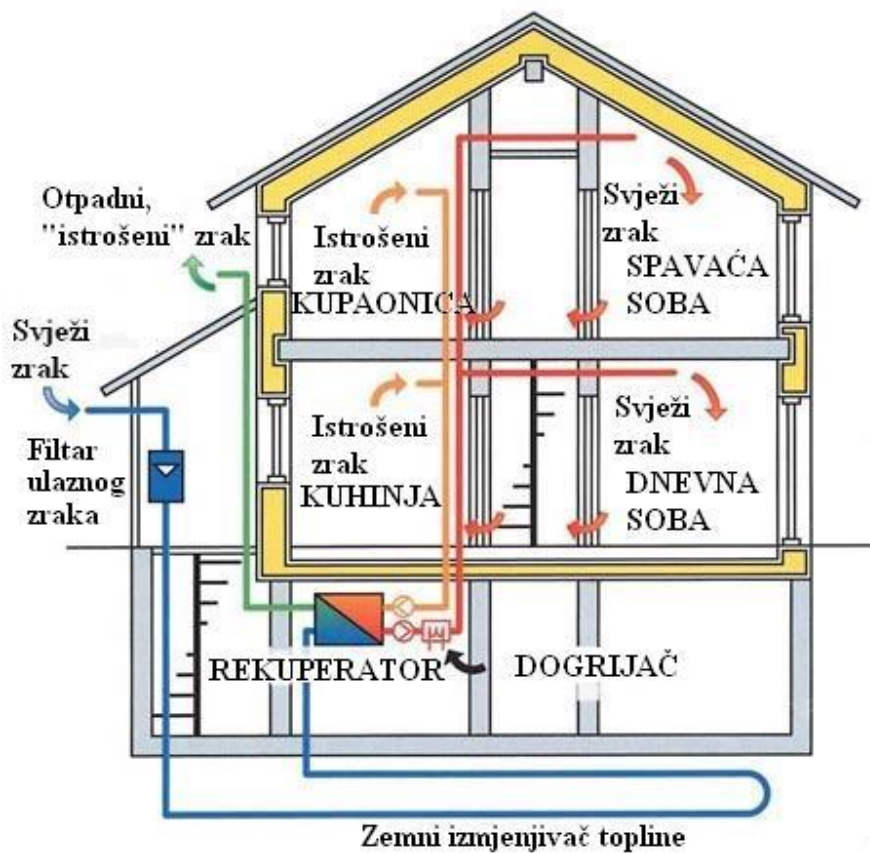 Otpadni,
"istrošeni" zrak
Istrošeni
zrak
KUPAONICA
Svježi
zrak
SPAVAĆA
SOBA
Svježi
zrak
Filtar
ulaznog
zraka
Istrošeni
zrak
KUHINJA
Svježi
zrak
DNEVNA
SOBA
REKUPERATOR
DOGRIJAČ
Zemni izmjenjivač topline